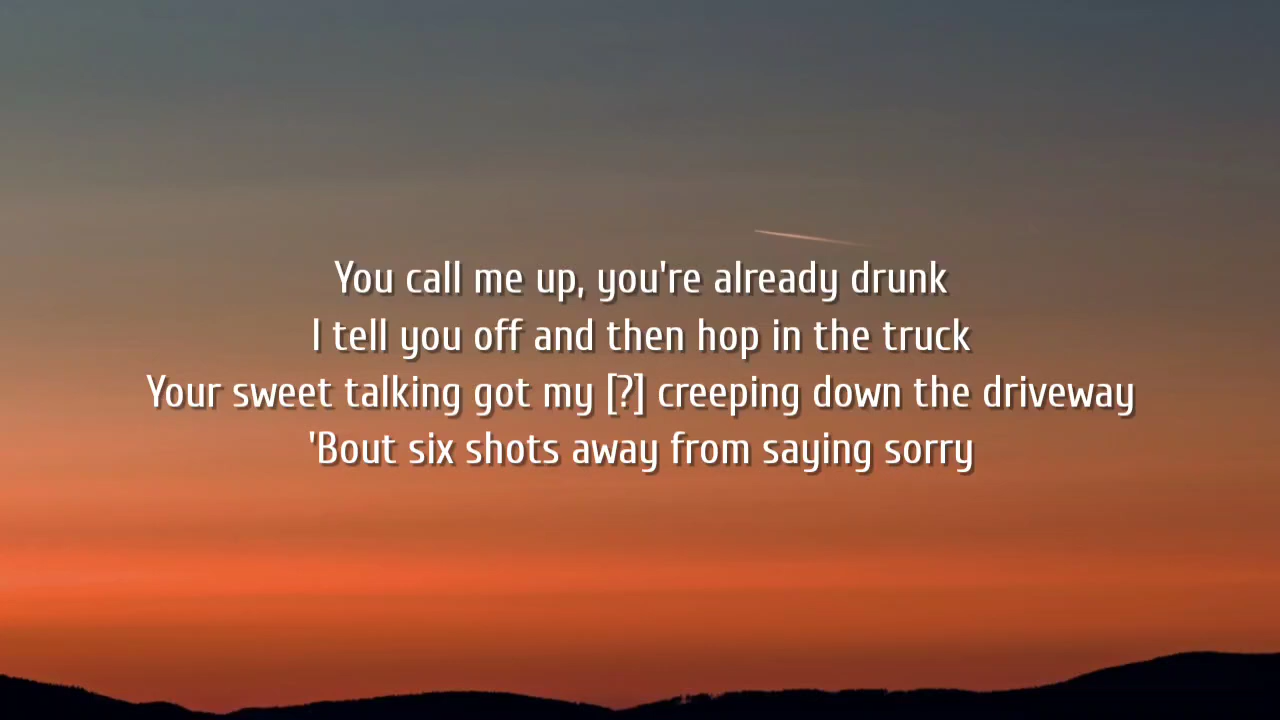 You call me up, you're already drunk
I tell you off and then hop in the truck
Your sweet talking got my [?] creeping down the driveway
'Bout six shots away from saying sorry